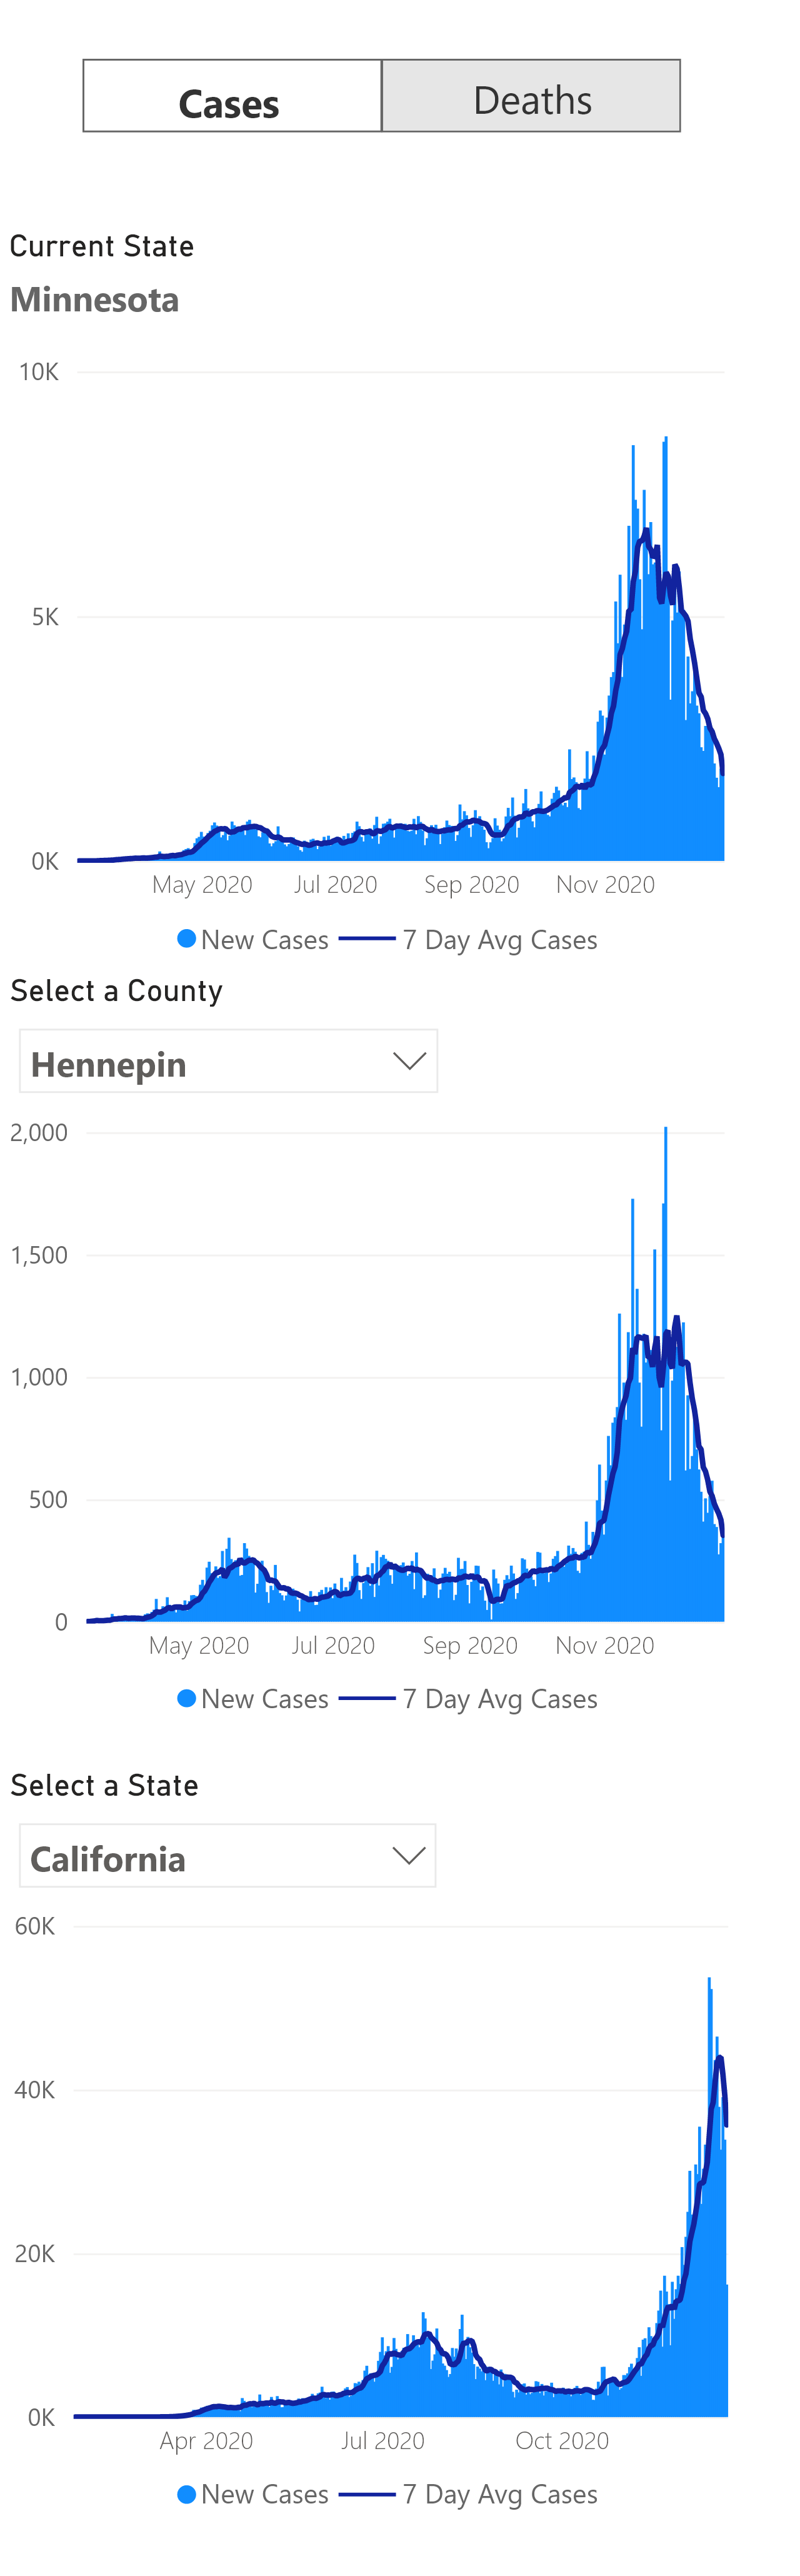 Cases Deaths
Current State
Minnesota
10K
5K
0K
May 2020 Jul 2020 Sep 2020 Nov 2020
New Cases 7 Day Avg Cases
Select a County
Hennepin
2,000
1,500
1,000
500
0
May 2020 Jul 2020 Sep 2020 Nov 2020
New Cases 7 Day Avg Cases
Select a State
California
60K
40K
20K
0K
Apr 2020 Jul 2020 Oct 2020
New Cases 7 Day Avg Cases